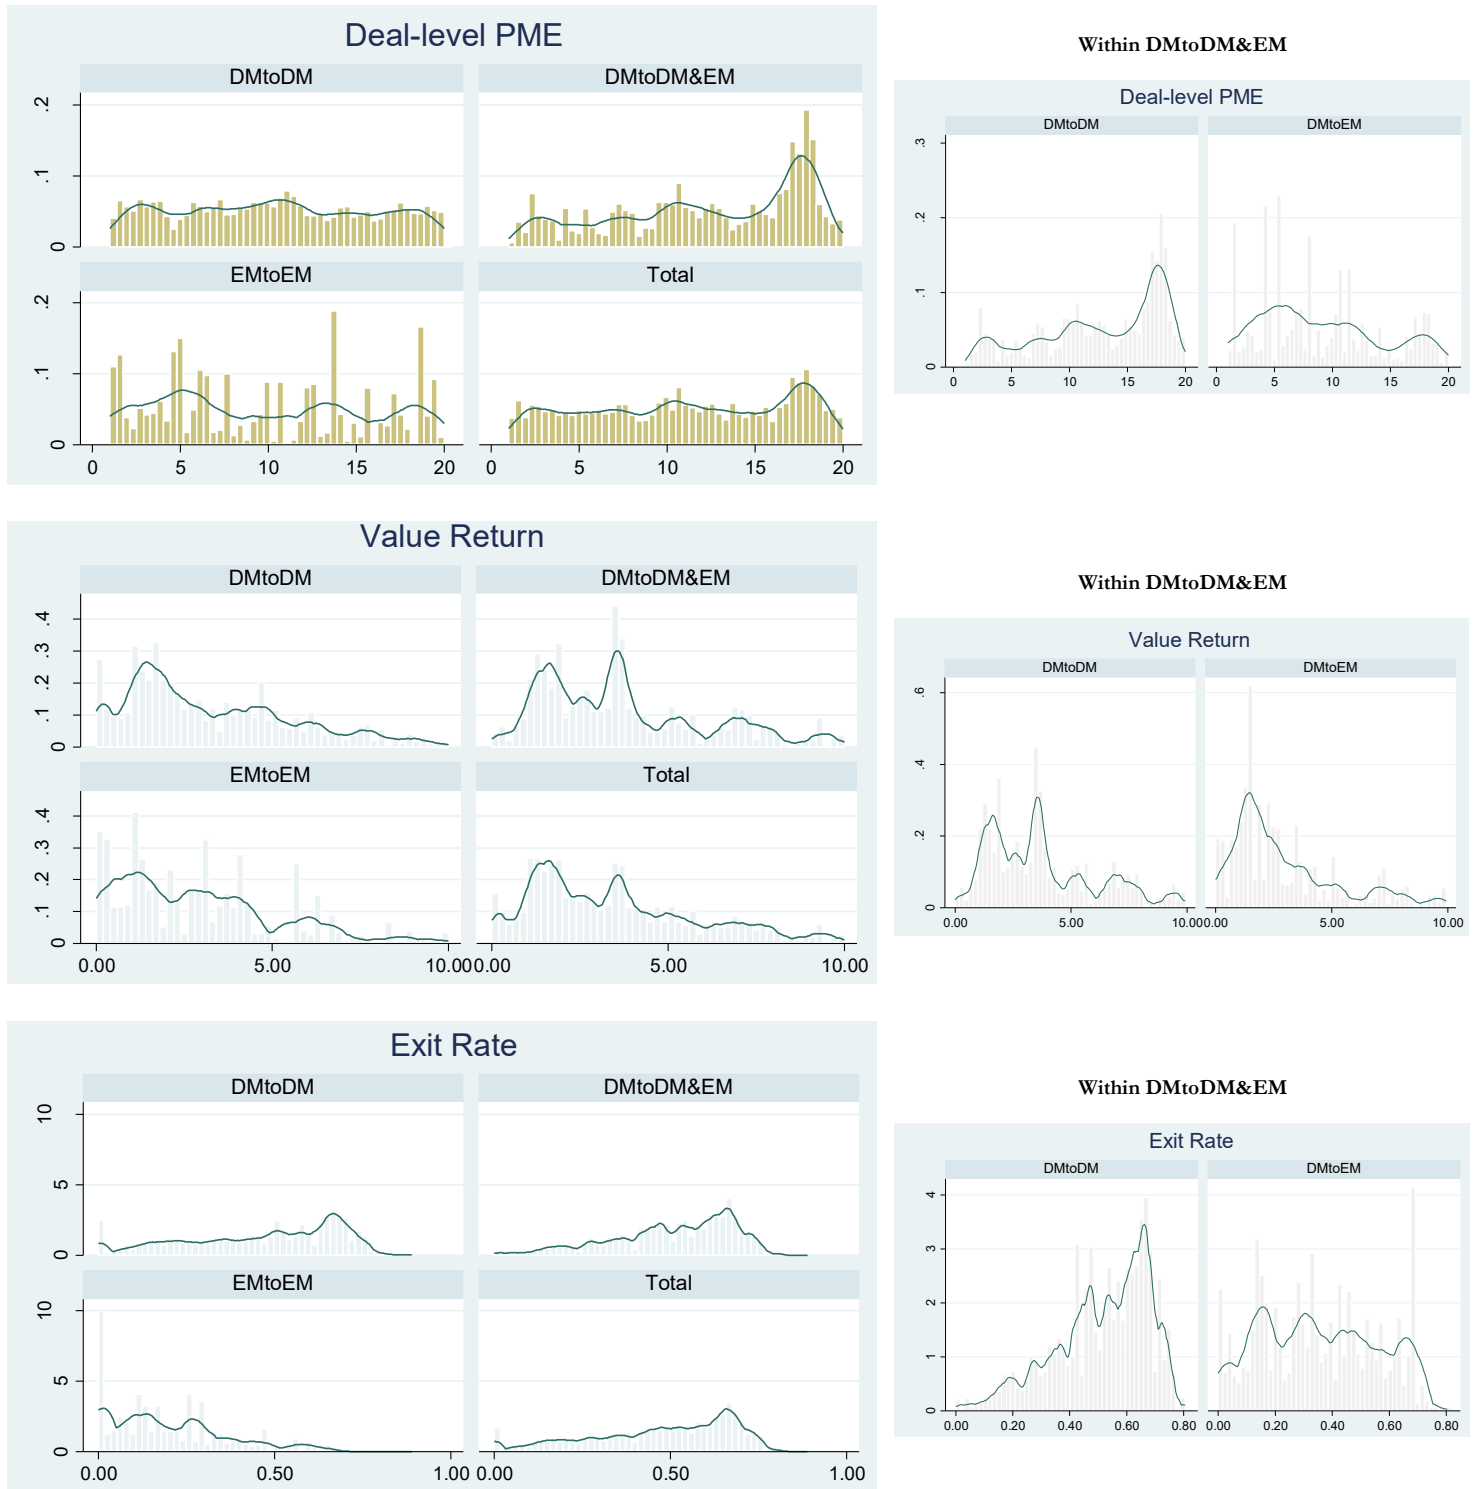 Deal-level PME
DMtoDM DMtoDM&EM
.2
.1
0
EMtoEM Total
.2
.1
0
0 5 10 15 20 0 5 10 15 20
Within DMtoDM&EM
Deal-level PME
DMtoDM DMtoEM
.3
.2
.1
0
0 5 10 15 20 0 5 10 15 20
Value Return
DMtoDM DMtoDM&EM
.4
.3
.2
.1
0
EMtoEM Total
.4
.3
.2
.1
0
0.00 5.00 10.00 0.00 5.00 10.00
Within DMtoDM&EM
Value Return
DMtoDM DMtoEM
.6
.4
.2
0
0.00 5.00 10.00 0.00 5.00 10.00
Exit Rate
DMtoDM DMtoDM&EM
10
5
0
EMtoEM Total
10
5
0
0.00 0.50 1.00 0.00 0.50 1.00
Within DMtoDM&EM
Exit Rate
DMtoDM DMtoEM
4
3
2
1
0
0.00 0.20 0.40 0.60 0.80 0.00 0.20 0.40 0.60 0.80